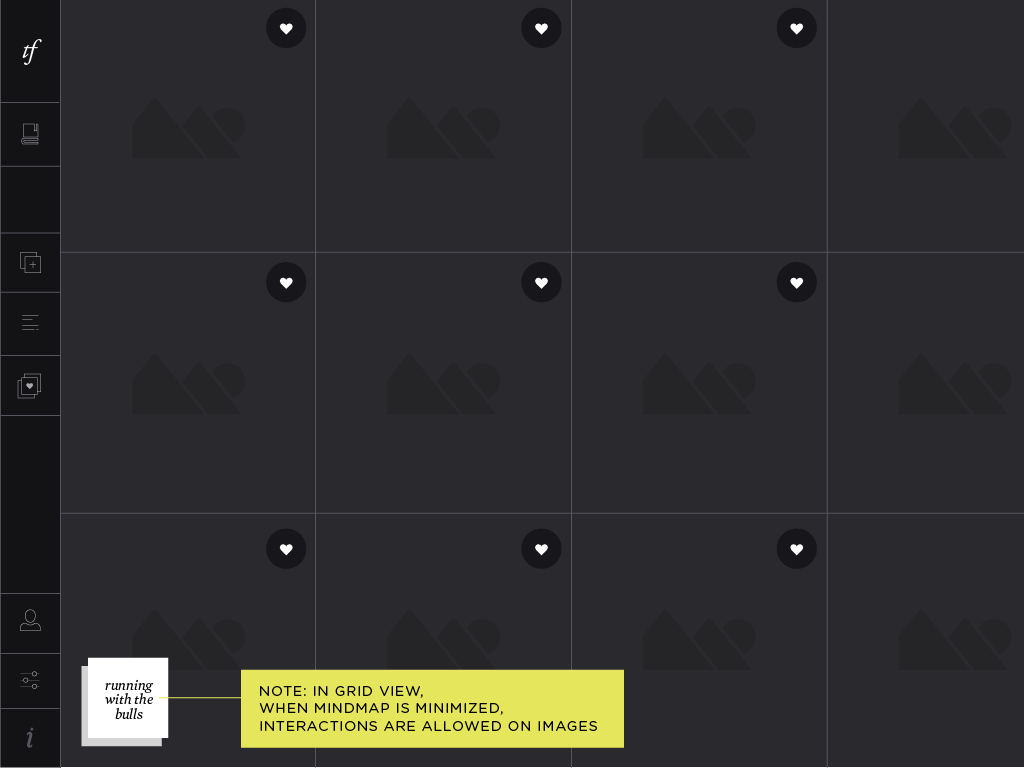 tf
running
with the
bulls
NOTE: IN GRID VIEW,
WHEN MINDMAP IS MINIMIZED,
INTERACTIONS ARE ALLOWED ON IMAGES
i